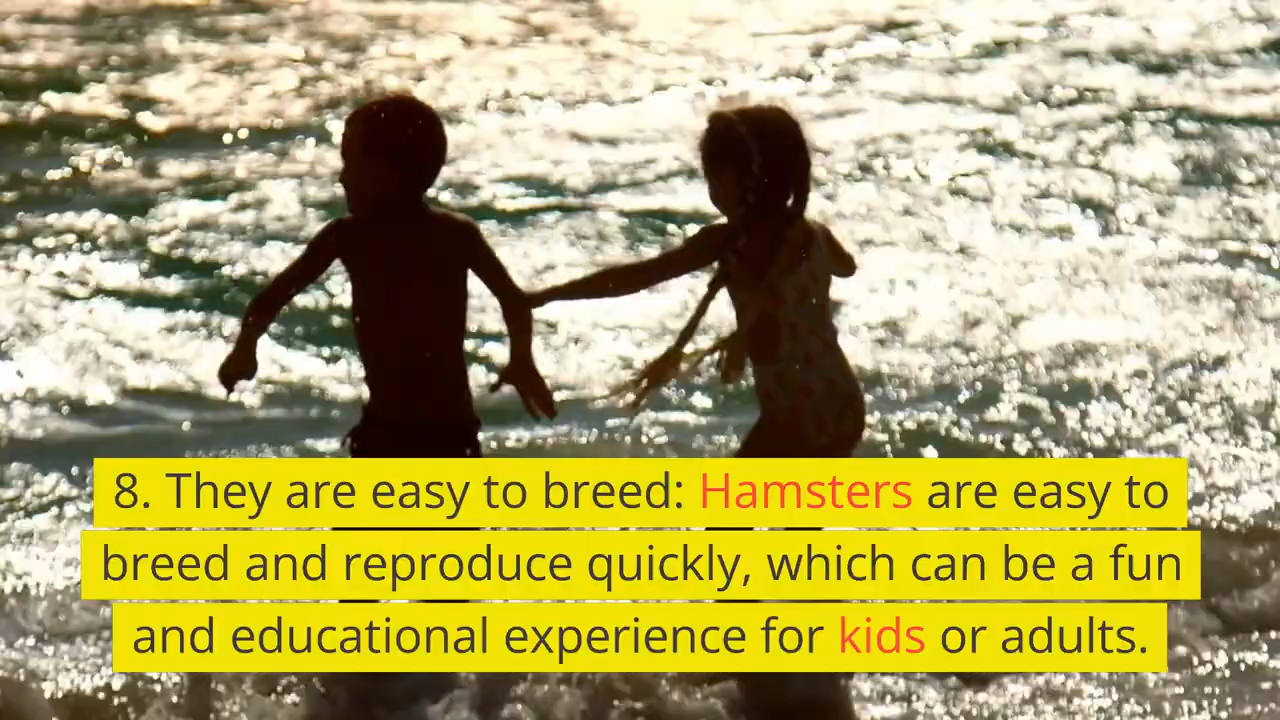 8. They are easy to breed: Hamsters are easy to
breed and reproduce quickly, which can be a fun
and educational experience for kids or adults.